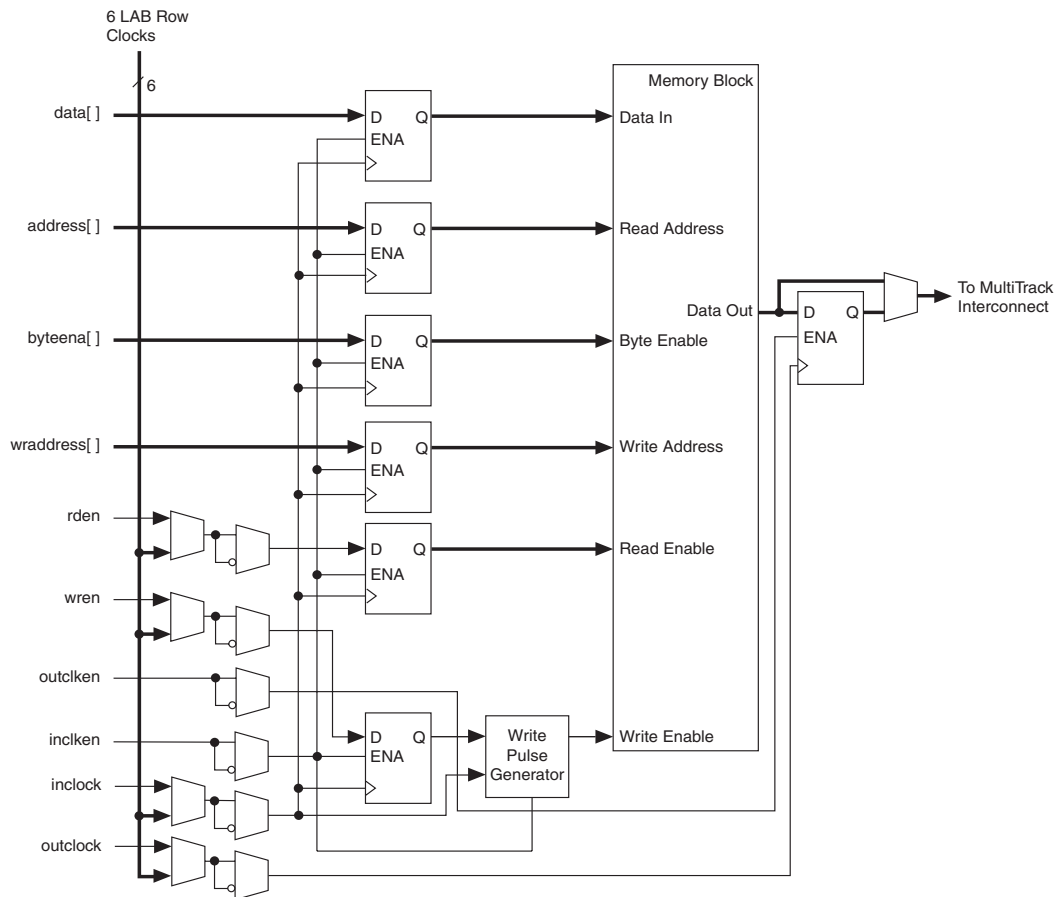 6 LAB Row
Clocks
6
Memory Block
data[ ]
D Q
ENA
Data In
address[ ]
D Q
ENA
Read Address
To MultiTrack
Interconnect
Data Out
D Q
ENA
byteena[ ]
D Q
ENA
Byte Enable
wraddress[ ]
D Q
ENA
Write Address
rden
D Q
ENA
Read Enable
wren
outclken
inclken
D Q
ENA
Write
Pulse
Generator
Write Enable
inclock
outclock